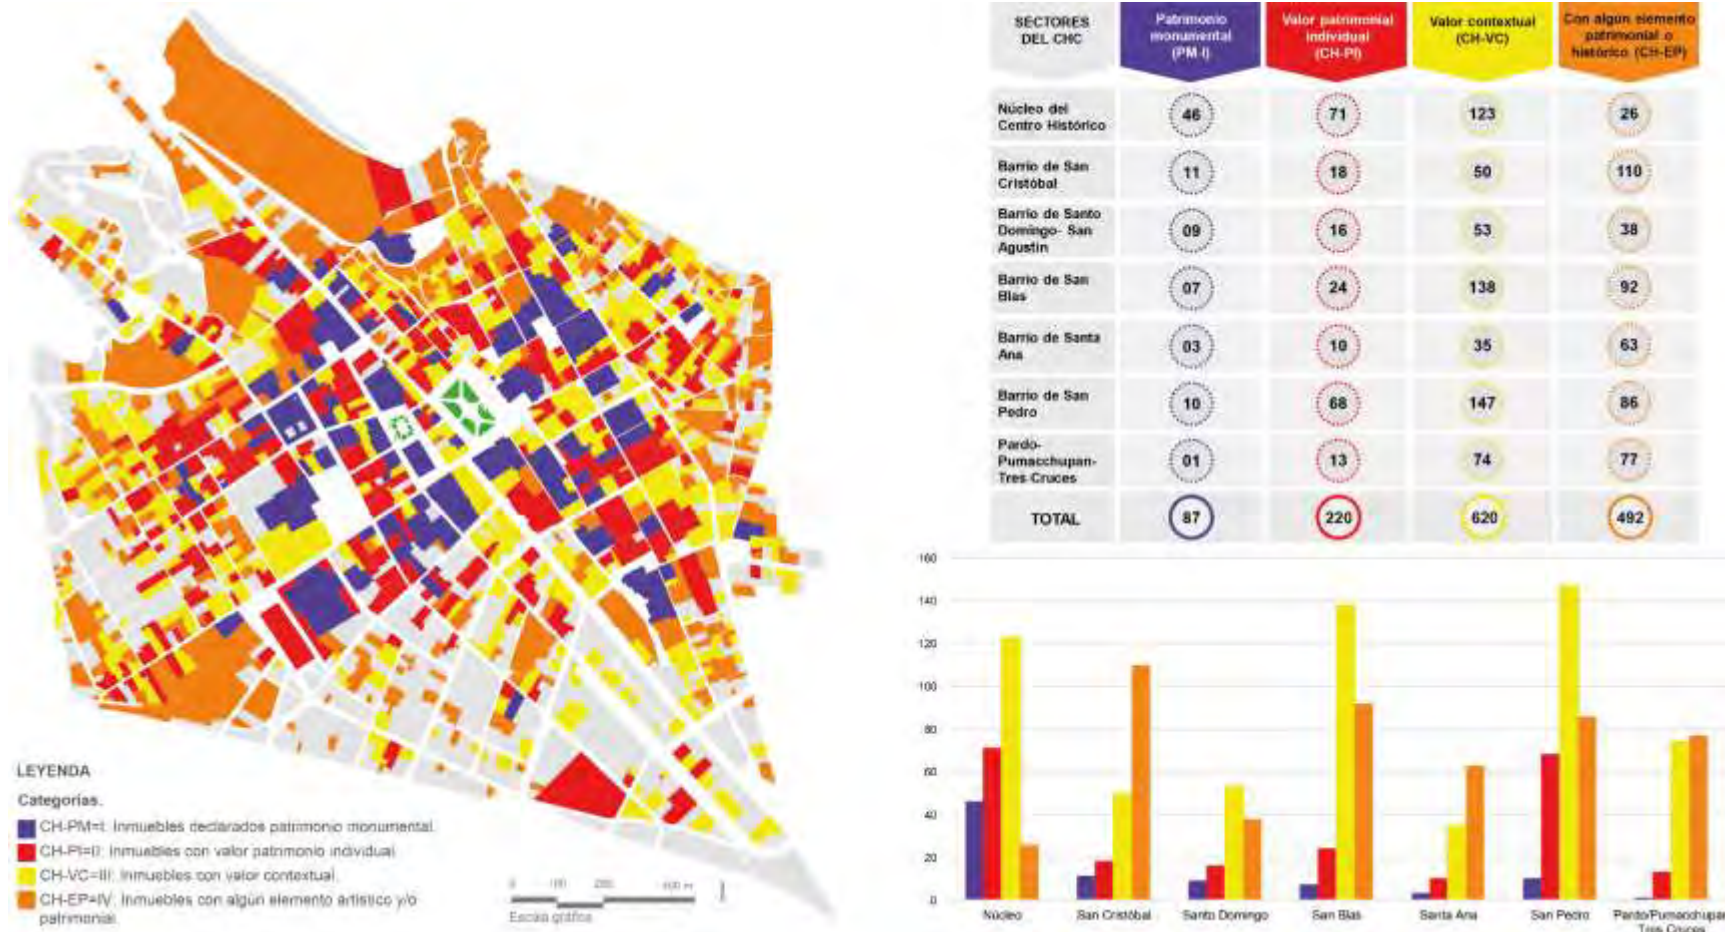 SECTORES
DEL CHC
Patrimonio
monumental
(PM-I)
Valor patrimonial
individual
(CH-PI)
Valor contextual
(CH-VC)
Con algún elemento
patrimonial o
histórico (CH-EP)
Núcleo del
Centro Histórico
46
71
123
26
Barrio de San
Cristóbal
11
18
50
110
Barrio de Santo
Domingo- San
Agustín
09
16
53
38
Barrio de San
Blas
07
24
138
92
Barrio de Santa
Ana
03
10
35
63
Barrio de San
Pedro
10
68
147
86
Pardo-
Pumacchupan-
Tres Cruces
01
13
74
77
TOTAL
87
220
620
492
160
140
120
100
80
60
40
20
0
Núcleo
San Cristóbal
Santo Domingo
San Blas
Santa Ana
San Pedro
Pardo/Pumacchupan
Tres Cruces
LEYENDA
Categorías.
CH-PM=I: Inmuebles declarados patrimonio monumental.
CH-PI=II: Inmuebles con valor patrimonio individual
CH-VC=III: Inmuebles con valor contextual.
CH-EP=IV: Inmuebles con algún elemento artístico y/o
patrimonial.
0 100 200 400 m
Escala gráfica